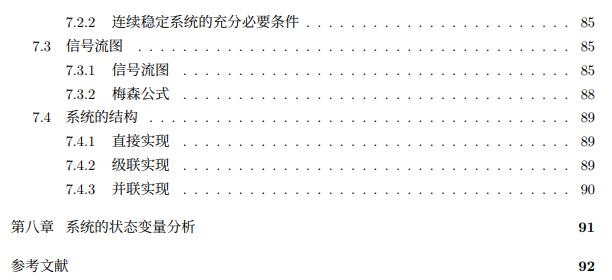 7.2.2 连续稳定系统的充分必要条件 . . . . . . . . . . . . . . . . . . . . . . . . 85
7.3 信号流图 . . . . . . . . . . . . . . . . . . . . . . . . . . . . . . . . . . . . . . 85
7.3.1 信号流图 . . . . . . . . . . . . . . . . . . . . . . . . . . . . . . . . . . 85
7.3.2 梅森公式 . . . . . . . . . . . . . . . . . . . . . . . . . . . . . . . . . . 88
7.4 系统的结构 . . . . . . . . . . . . . . . . . . . . . . . . . . . . . . . . . . . . . 89
7.4.1 直接实现 . . . . . . . . . . . . . . . . . . . . . . . . . . . . . . . . . . 89
7.4.2 级联实现 . . . . . . . . . . . . . . . . . . . . . . . . . . . . . . . . . . 89
7.4.3 并联实现 . . . . . . . . . . . . . . . . . . . . . . . . . . . . . . . . . . 90
第八章 系统的状态变量分析 91
参考文献 92